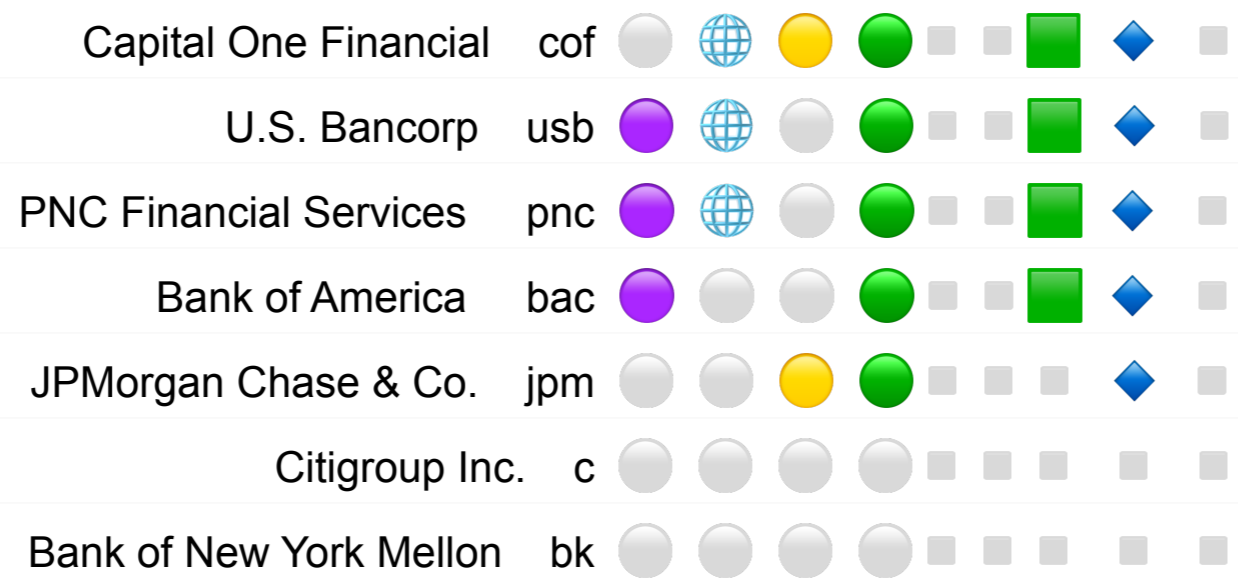 Capital One Financial cof
U.S. Bancorp usb
PNC Financial Services pnc
Bank of America bac
JPMorgan Chase & Co. jpm
Citigroup Inc. c
Bank of New York Mellon bk